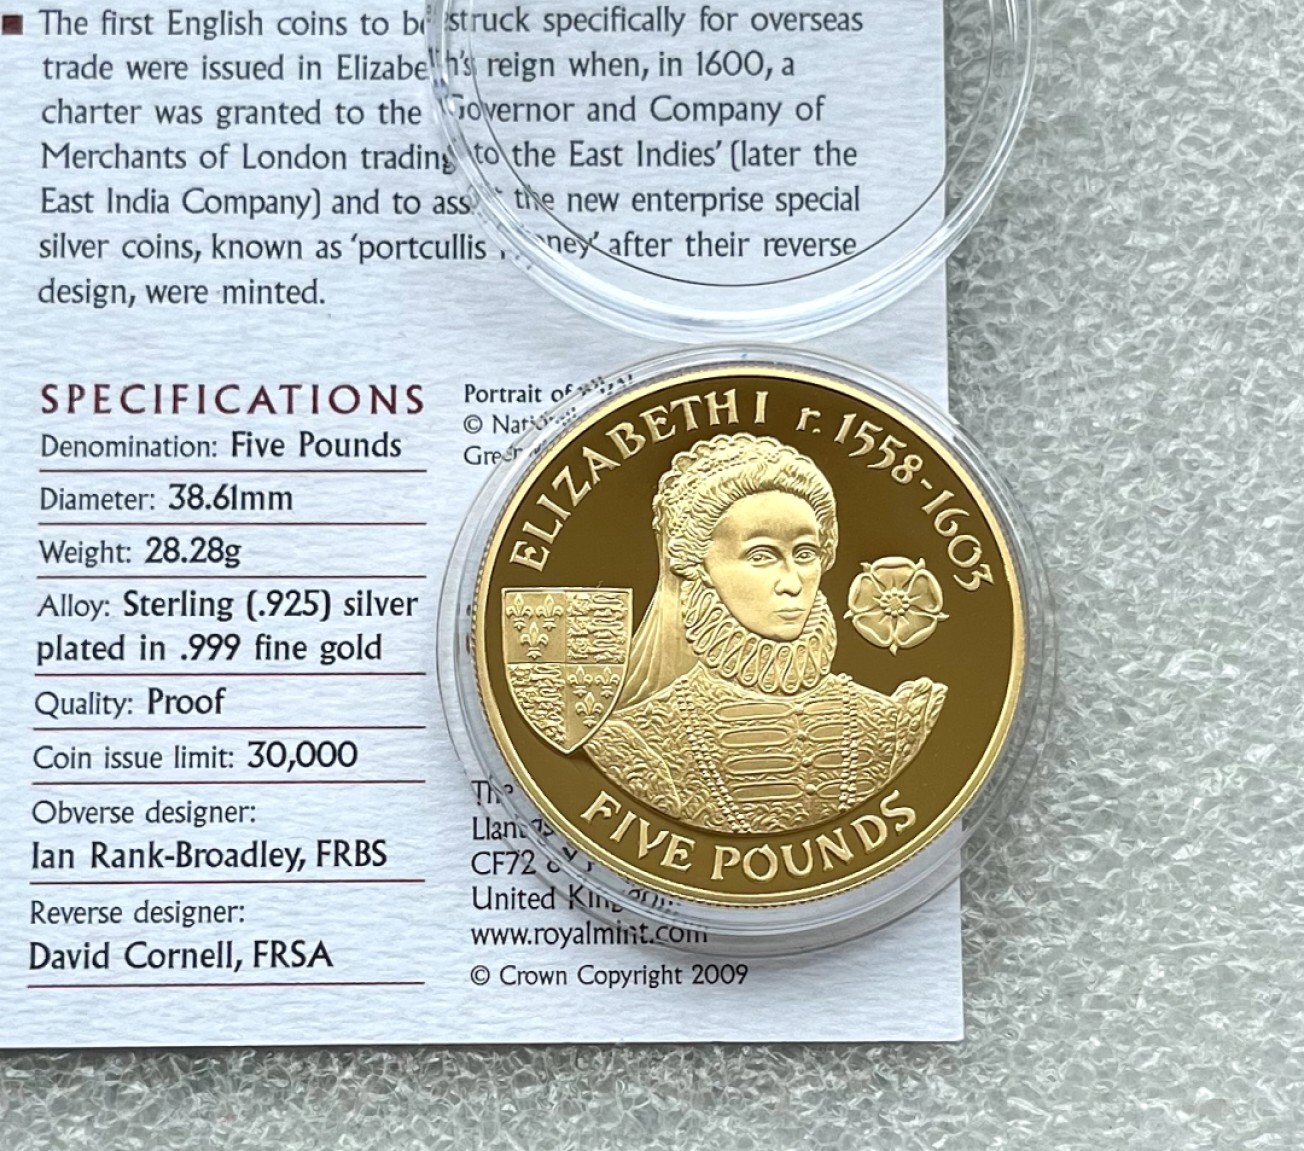 The first English coins to be struck specifically for overseas
trade were issued in Elizabeth's reign when, in 1600, a
charter was granted to the 'Governor and Company of
Merchants of London trading to the East Indies' (later the
East India Company) and to the new enterprise special
silver coins, known as 'portcullis after their reverse
design, were minted.
SPECIFICATIONS
Denomination: Five Pounds
Diameter: 38.61mm
Weight: 28.28g
Alloy: Sterling (.925) silver
plated in .999 fine gold
Quality: Proof
Coin issue limit: 30,000
Obverse designer:
Ian Rank-Broadley, FRBS
Reverse designer:
David Cornell, FRSA
Portrait of
©
The
CF72
United Kingdom
www.royalmint.com
© Crown Copyright 2009
ELIZABETH I r. 1558-1603
FIVE POUNDS